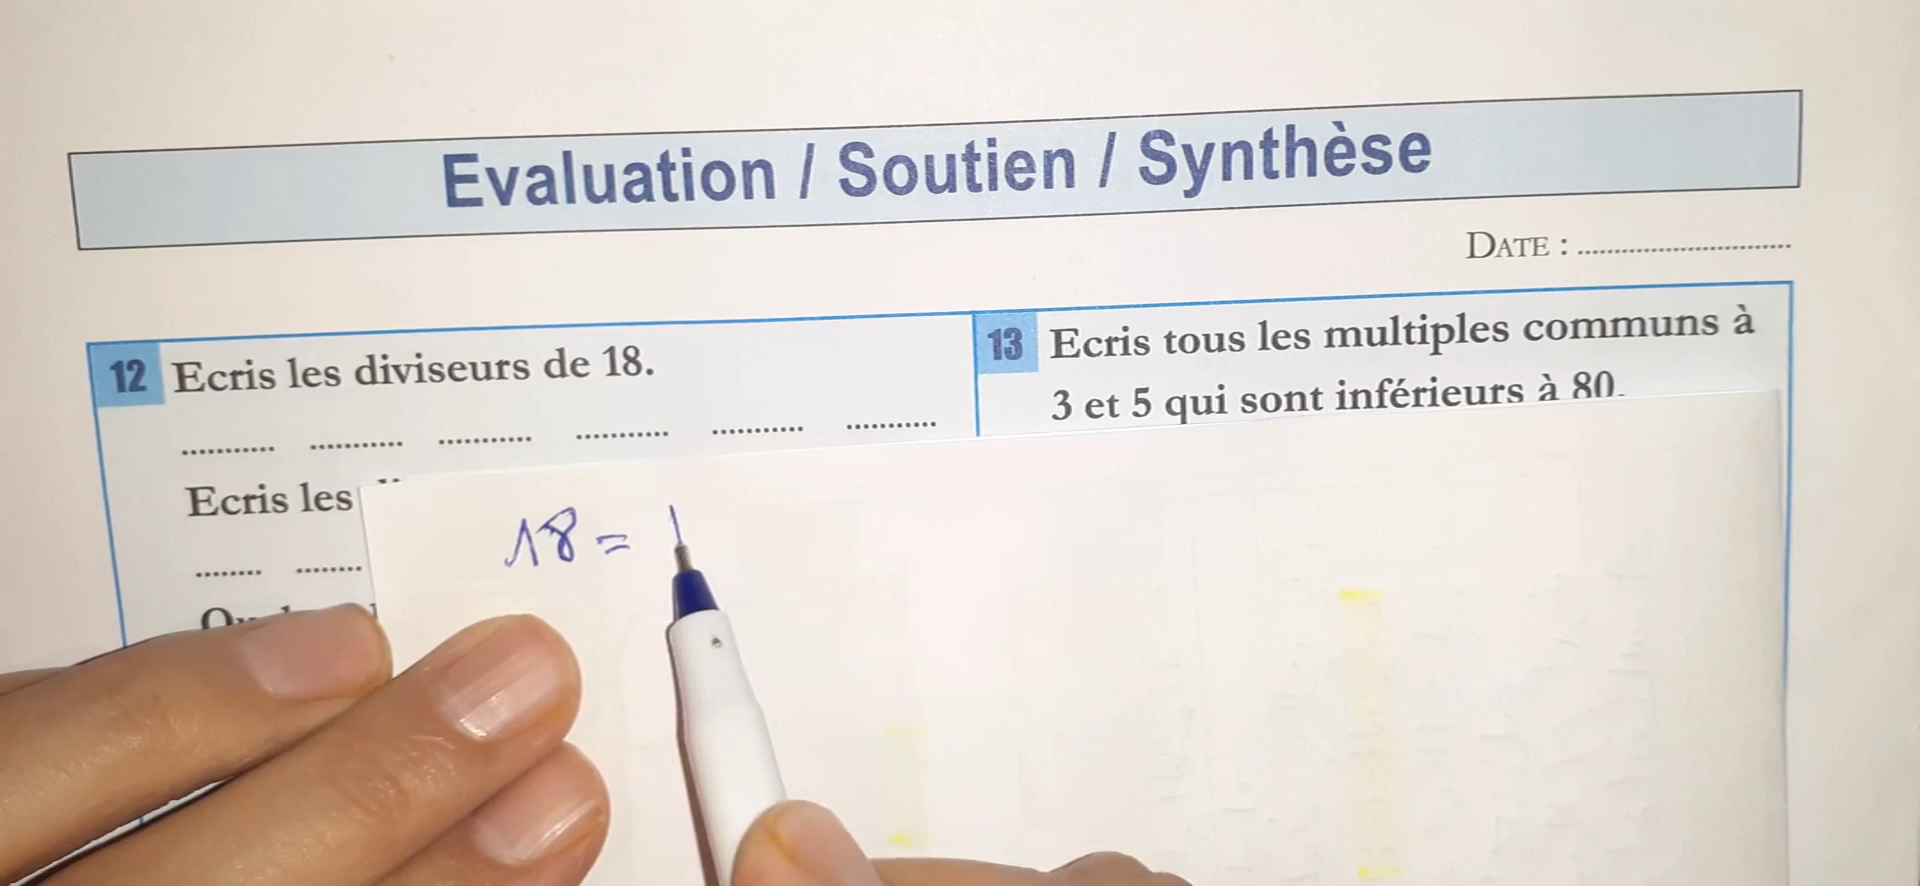 Evaluation / Soutien / Synthèse
DATE : ............................
12 Ecris les diviseurs de 18.
........... ........... ........... ........... ........... ...........
Ecris les
........ ........
13 Ecris tous les multiples communs à
3 et 5 qui sont inférieurs à 80.
18 = 1